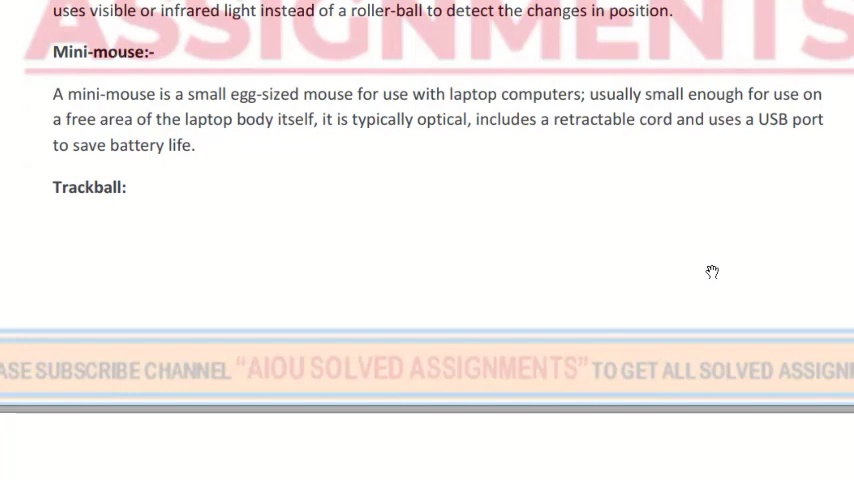 uses visible or infrared light instead of a roller-ball to detect the changes in position.
ASSIGNMENTS
Mini-mouse:-
A mini-mouse is a small egg-sized mouse for use with laptop computers; usually small enough for use on
a free area of the laptop body itself, it is typically optical, includes a retractable cord and uses a USB port
to save battery life.
Trackball:
ASE SUBSCRIBE CHANNEL "AIOU SOLVED ASSIGNMENTS" TO GET ALL SOLVED ASSIGN